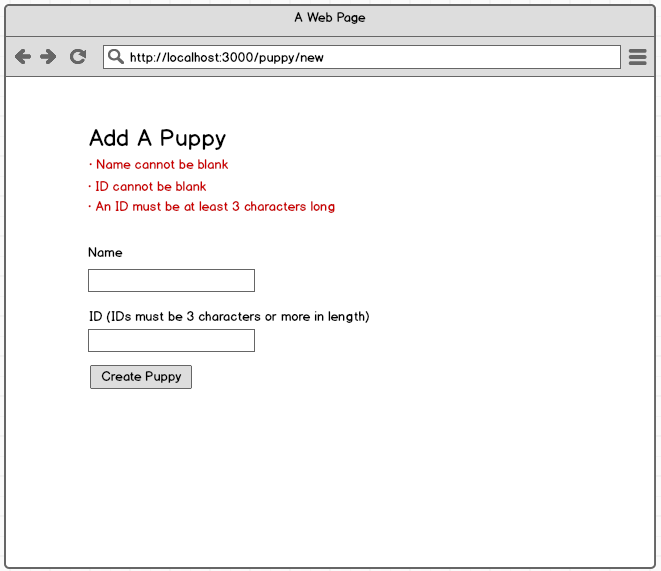 A Web Page
http://localhost:3000/puppy/new
Add A Puppy
· Name cannot be blank
· ID cannot be blank
· An ID must be at least 3 characters long
Name
ID (IDs must be 3 characters or more in length)
Create Puppy